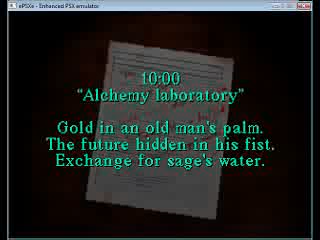 ePSXe - Enhanced PSX emulator
10:00
"Alchemy laboratory"
Gold in an old man's palm.
The future hidden in his fist.
Exchange for sage's water.